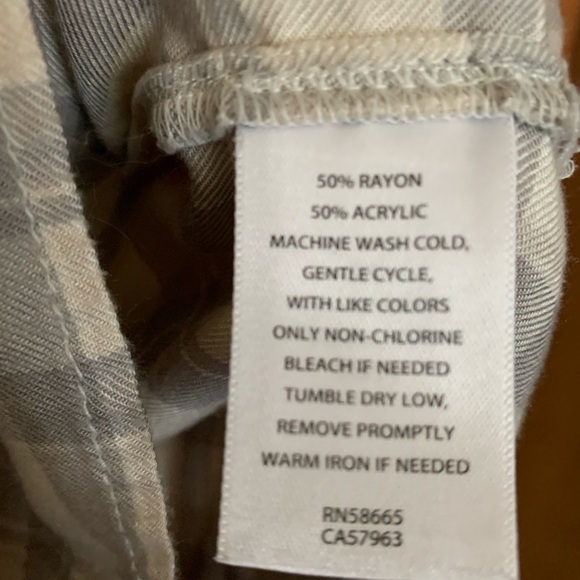 50% RAYON
50% ACRYLIC
MACHINE WASH COLD,
GENTLE CYCLE,
WITH LIKE COLORS
ONLY NON-CHLORINE
BLEACH IF NEEDED
TUMBLE DRY LOW,
REMOVE PROMPTLY
WARM IRON IF NEEDED
RN58665
CA57963